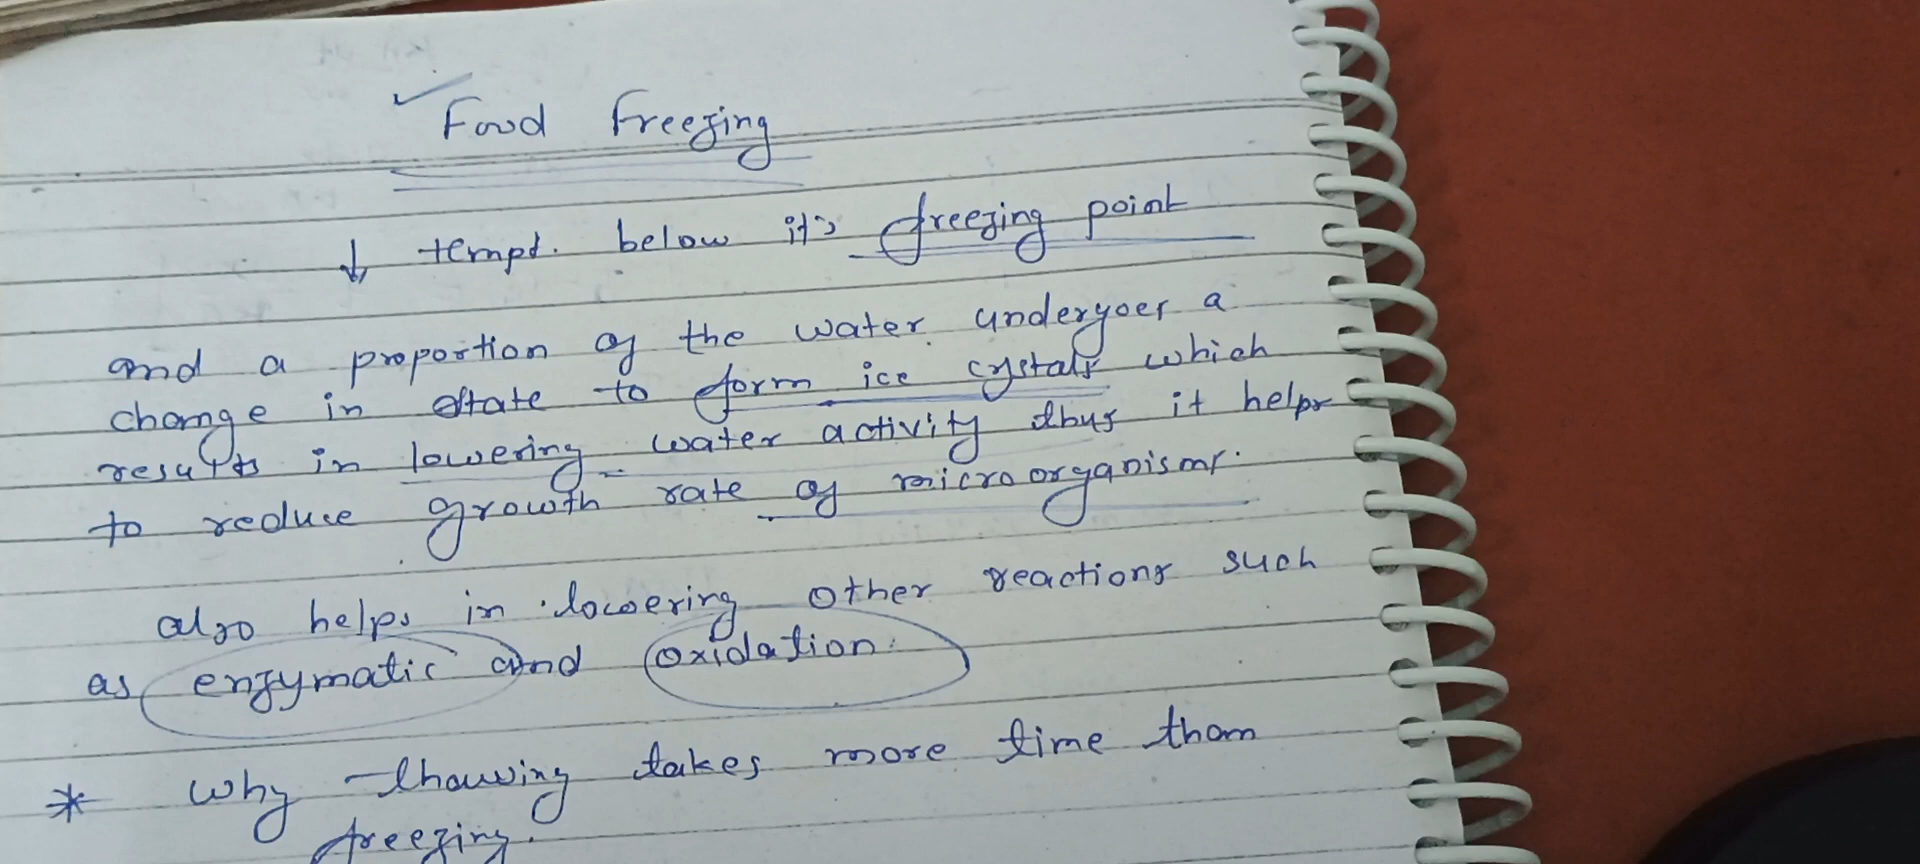 ✓ Food Freezing
↓ tempt. below it's freezing point
and a proportion of the water undergoes a
change in state to form ice crystals which
results in lowering water activity thus it helps
to reduce growth rate of microorganisms.
also helps in lowering other reactions such
as enzymatic and oxidation.
* Why thawing takes more time than
freezing.